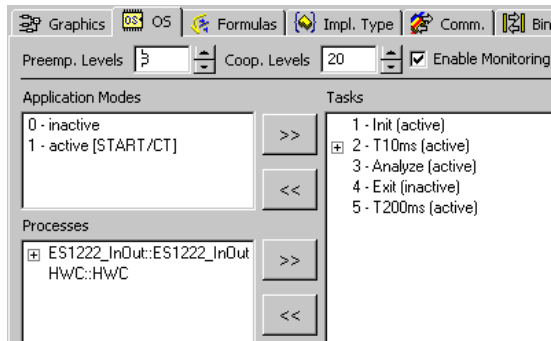 Graphics OS Formulas Impl. Type Comm. Bin
Preemp. Levels Coop. Levels 20 Enable Monitoring
Application Modes
0 - inactive
1 - active [START/CT]
>>
<<
Tasks
1 - Init (active)
2 - T10ms (active)
3 - Analyze (active)
4 - Exit (inactive)
5 - T200ms (active)
Processes
ES1222_InOut::ES1222_InOut
HWC::HWC
>>
<<